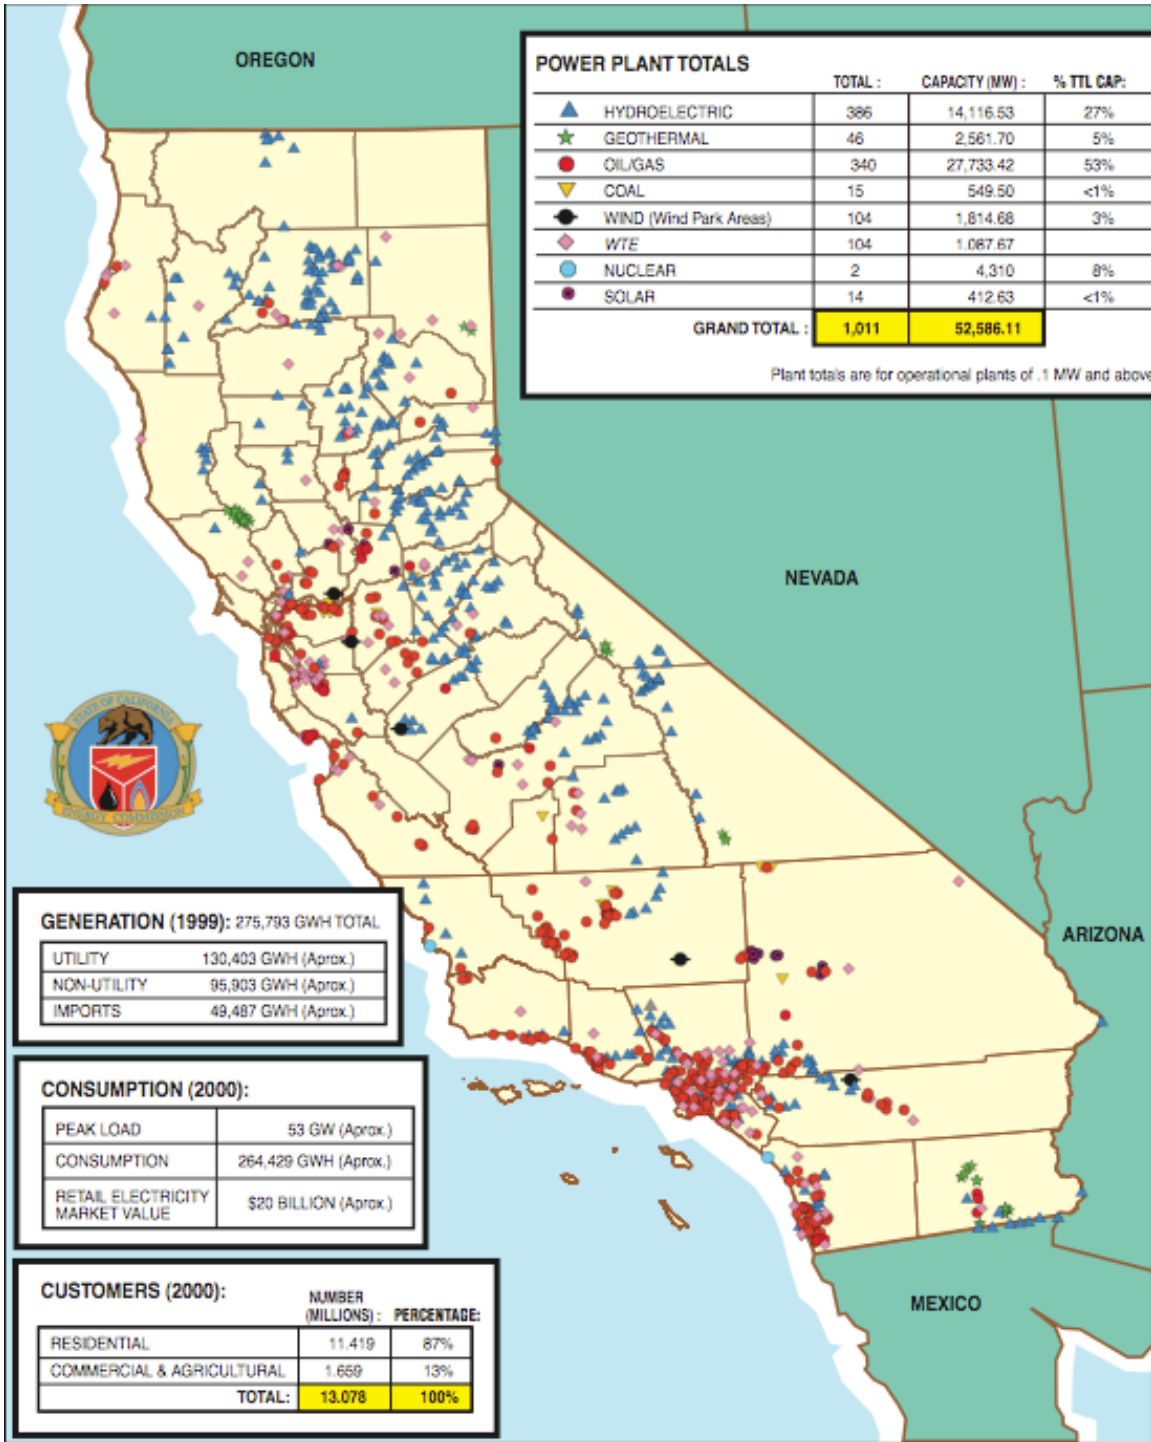 OREGON
POWER PLANT TOTALS
TOTAL : CAPACITY (MW) : % TTL CAP:
HYDROELECTRIC 386 14,116.53 27%
GEOTHERMAL 46 2,561.70 5%
OIL/GAS 340 27,733.42 53%
COAL 15 549.50 <1%
WIND (Wind Park Areas) 104 1,814.68 3%
WTE 104 1.087.67
NUCLEAR 2 4,310 8%
SOLAR 14 412.63 <1%
GRAND TOTAL : 1,011 52,586.11
Plant totals are for operational plants of .1 MW and above
NEVADA
STATE OF CALIFORNIA
ENERGY COMMISSION
ARIZONA
GENERATION (1999): 275,793 GWH TOTAL
UTILITY 130,403 GWH (Aprox.)
NON-UTILITY 95,903 GWH (Aprox.)
IMPORTS 49,487 GWH (Aprox.)
CONSUMPTION (2000):
PEAK LOAD 53 GW (Aprox.)
CONSUMPTION 264,429 GWH (Aprox.)
RETAIL ELECTRICITY
MARKET VALUE $20 BILLION (Aprox.)
CUSTOMERS (2000):
NUMBER
(MILLIONS) : PERCENTAGE:
RESIDENTIAL 11.419 87%
COMMERCIAL & AGRICULTURAL 1.659 13%
TOTAL: 13.078 100%
MEXICO